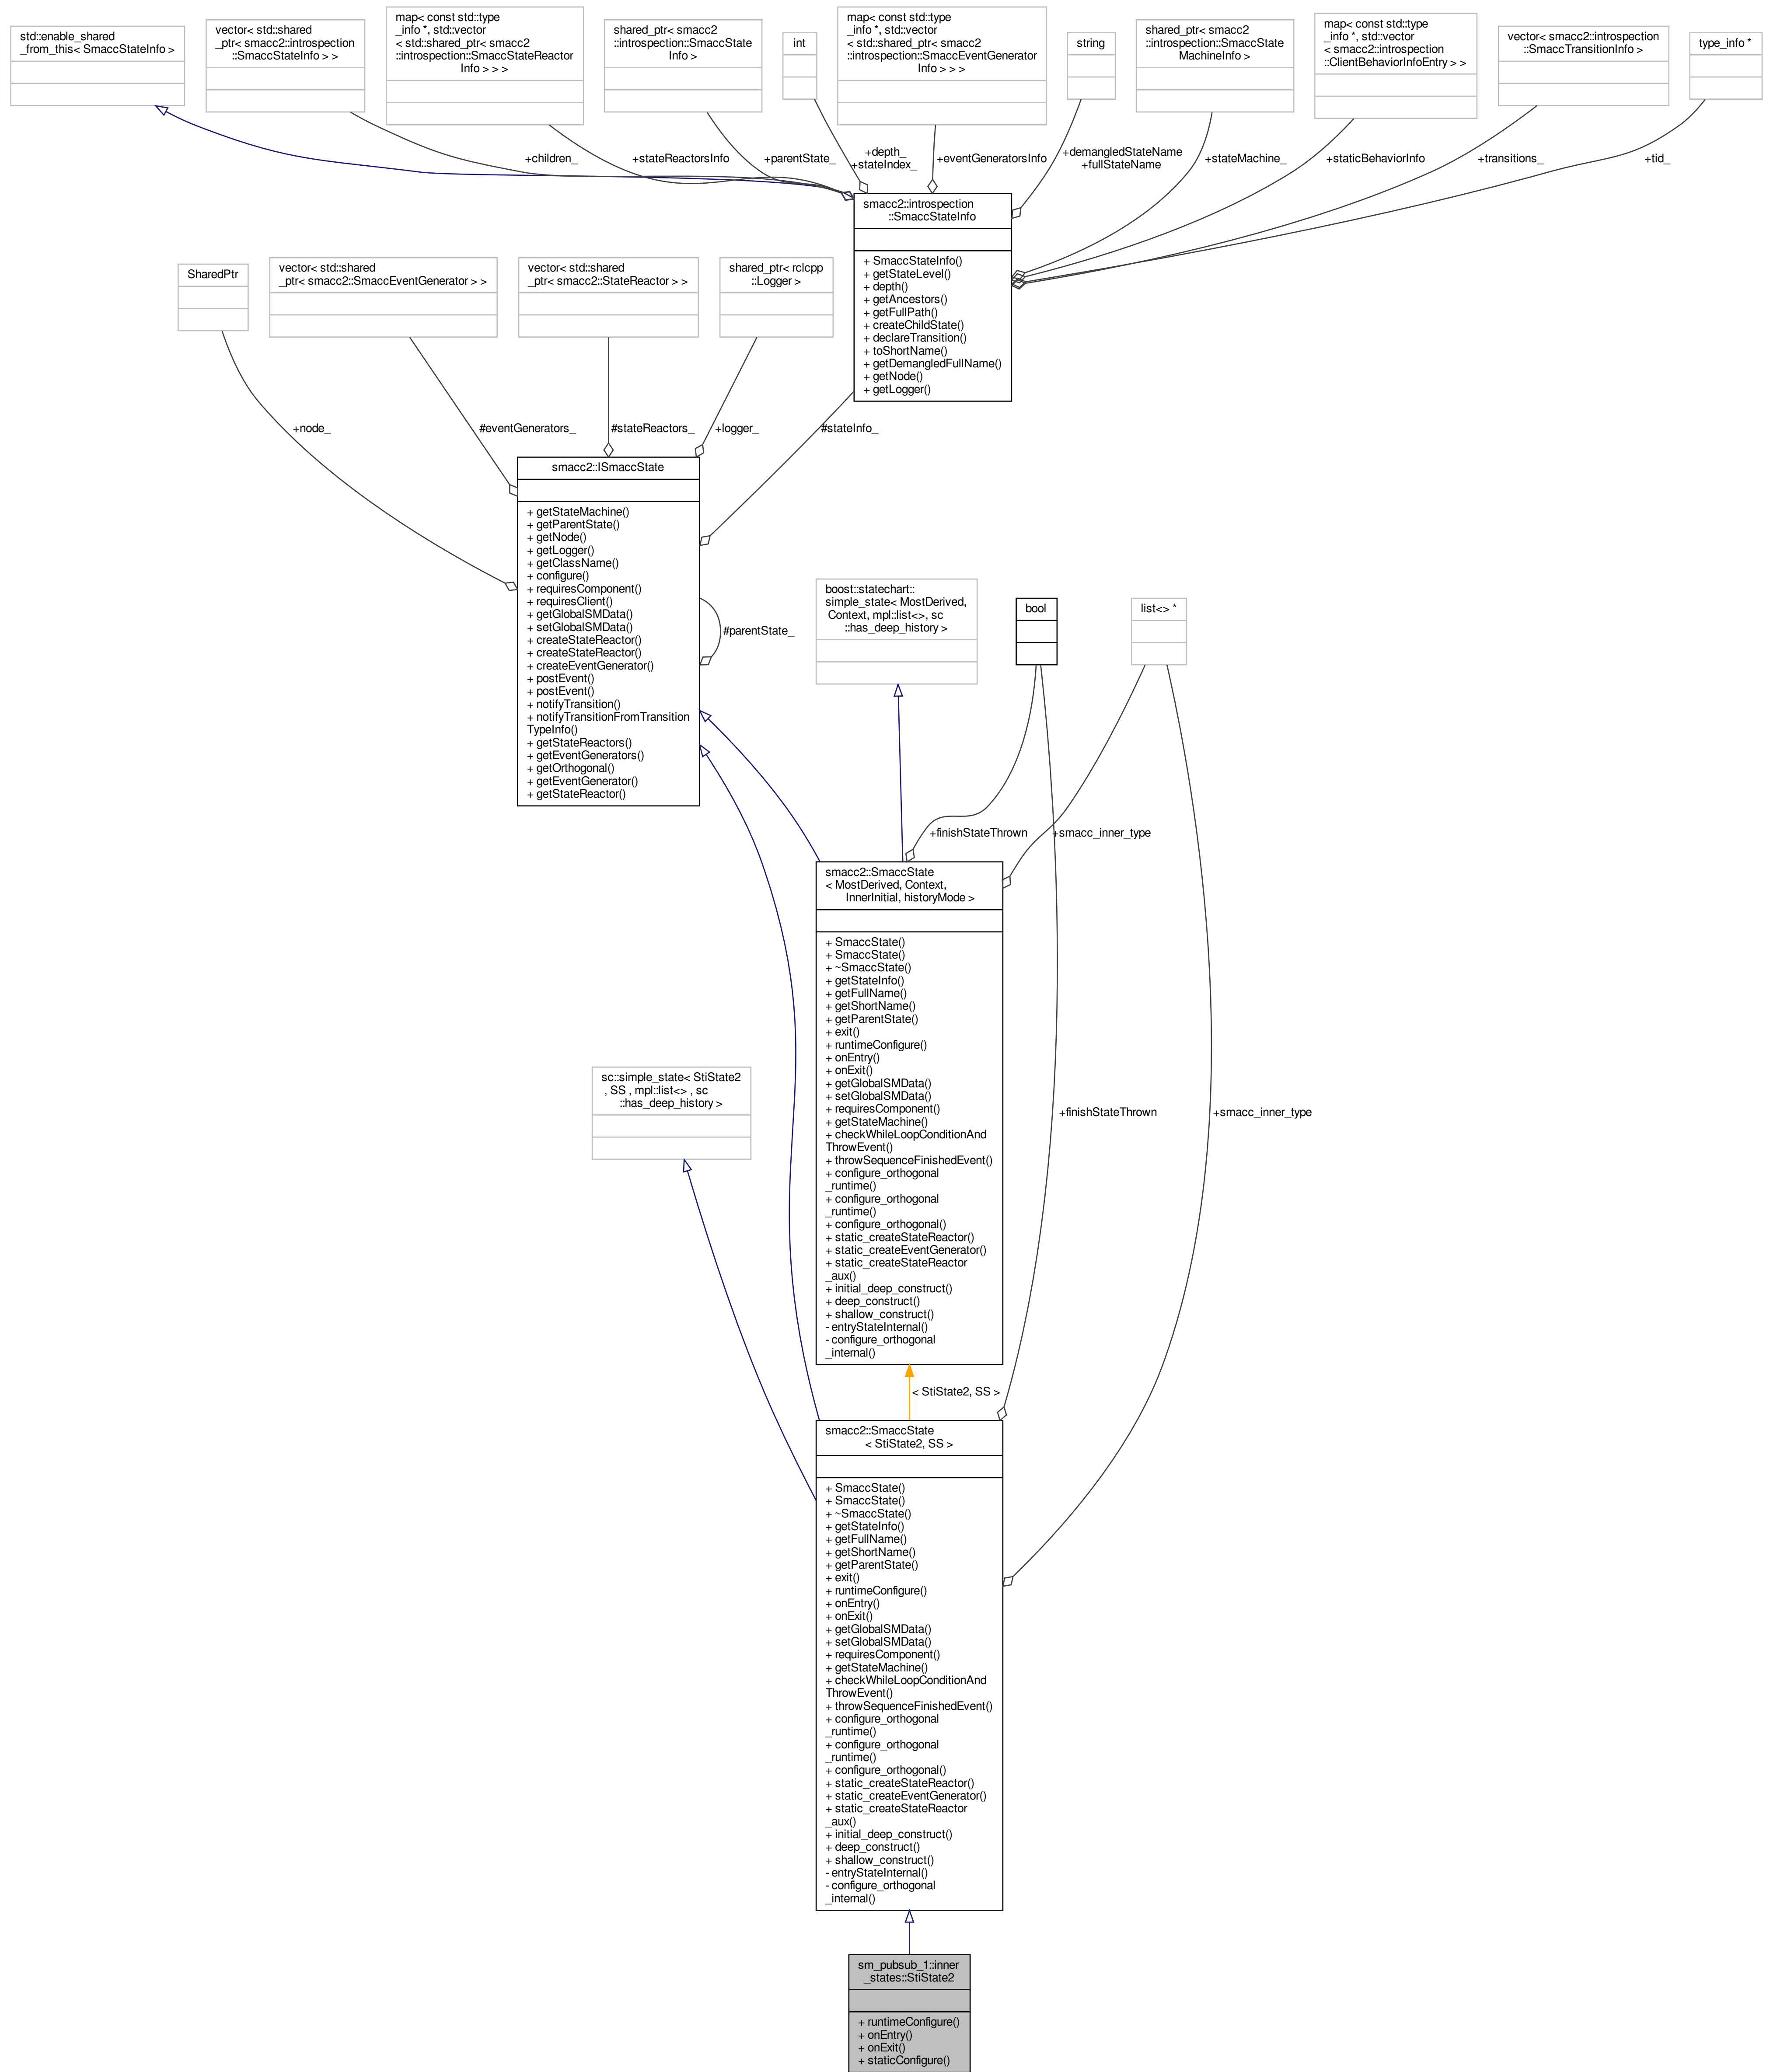 std::enable_shared
_from_this< SmaccStateInfo >
vector< std::shared
_ptr< smacc2::introspection
::SmaccStateInfo > >
map< const std::type
_info *, std::vector
< std::shared_ptr< smacc2
::introspection::SmaccStateReactor
Info > > >
shared_ptr< smacc2
::introspection::SmaccState
Info >
int
map< const std::type
_info *, std::vector
< std::shared_ptr< smacc2
::introspection::SmaccEventGenerator
Info > > >
string
shared_ptr< smacc2
::introspection::SmaccState
MachineInfo >
map< const std::type
_info *, std::vector
< smacc2::introspection
::ClientBehaviorInfoEntry > >
vector< smacc2::introspection
::SmaccTransitionInfo >
type_info *
+children_
+stateReactorsInfo
+parentState_
+depth_
+stateIndex_
+eventGeneratorsInfo
+demangledStateName
+fullStateName
+stateMachine_
+staticBehaviorInfo
+transitions_
+tid_
smacc2::introspection
::SmaccStateInfo
+ SmaccStateInfo()
+ getStateLevel()
+ depth()
+ getAncestors()
+ getFullPath()
+ createChildState()
+ declareTransition()
+ toShortName()
+ getDemangledFullName()
+ getNode()
+ getLogger()
SharedPtr
vector< std::shared
_ptr< smacc2::SmaccEventGenerator > >
vector< std::shared
_ptr< smacc2::StateReactor > >
shared_ptr< rclcpp
::Logger >
+node_
#eventGenerators_
#stateReactors_
+logger_
#stateInfo_
smacc2::ISmaccState
+ getStateMachine()
+ getParentState()
+ getNode()
+ getLogger()
+ getClassName()
+ configure()
+ requiresComponent()
+ requiresClient()
+ getGlobalSMData()
+ setGlobalSMData()
+ createStateReactor()
+ createStateReactor()
+ createEventGenerator()
+ postEvent()
+ postEvent()
+ notifyTransition()
+ notifyTransitionFromTransition
TypeInfo()
+ getStateReactors()
+ getEventGenerators()
+ getOrthogonal()
+ getEventGenerator()
+ getStateReactor()
#parentState_
boost::statechart::
simple_state< MostDerived,
Context, mpl::list<>, sc
::has_deep_history >
bool
list<> *
+finishStateThrown
+smacc_inner_type
smacc2::SmaccState
< MostDerived, Context,
InnerInitial, historyMode >
+ SmaccState()
+ SmaccState()
+ ~SmaccState()
+ getStateInfo()
+ getFullName()
+ getShortName()
+ getParentState()
+ exit()
+ runtimeConfigure()
+ onEntry()
+ onExit()
+ getGlobalSMData()
+ setGlobalSMData()
+ requiresComponent()
+ getStateMachine()
+ checkWhileLoopConditionAnd
ThrowEvent()
+ throwSequenceFinishedEvent()
+ configure_orthogonal
_runtime()
+ configure_orthogonal
_runtime()
+ configure_orthogonal()
+ static_createStateReactor()
+ static_createEventGenerator()
+ static_createStateReactor
_aux()
+ initial_deep_construct()
+ deep_construct()
+ shallow_construct()
- entryStateInternal()
- configure_orthogonal
_internal()
sc::simple_state< StiState2
, SS , mpl::list<> , sc
::has_deep_history >
+finishStateThrown
+smacc_inner_type
< StiState2, SS >
smacc2::SmaccState
< StiState2, SS >
+ SmaccState()
+ SmaccState()
+ ~SmaccState()
+ getStateInfo()
+ getFullName()
+ getShortName()
+ getParentState()
+ exit()
+ runtimeConfigure()
+ onEntry()
+ onExit()
+ getGlobalSMData()
+ setGlobalSMData()
+ requiresComponent()
+ getStateMachine()
+ checkWhileLoopConditionAnd
ThrowEvent()
+ throwSequenceFinishedEvent()
+ configure_orthogonal
_runtime()
+ configure_orthogonal
_runtime()
+ configure_orthogonal()
+ static_createStateReactor()
+ static_createEventGenerator()
+ static_createStateReactor
_aux()
+ initial_deep_construct()
+ deep_construct()
+ shallow_construct()
- entryStateInternal()
- configure_orthogonal
_internal()
sm_pubsub_1::inner
_states::StiState2
+ runtimeConfigure()
+ onEntry()
+ onExit()
+ staticConfigure()